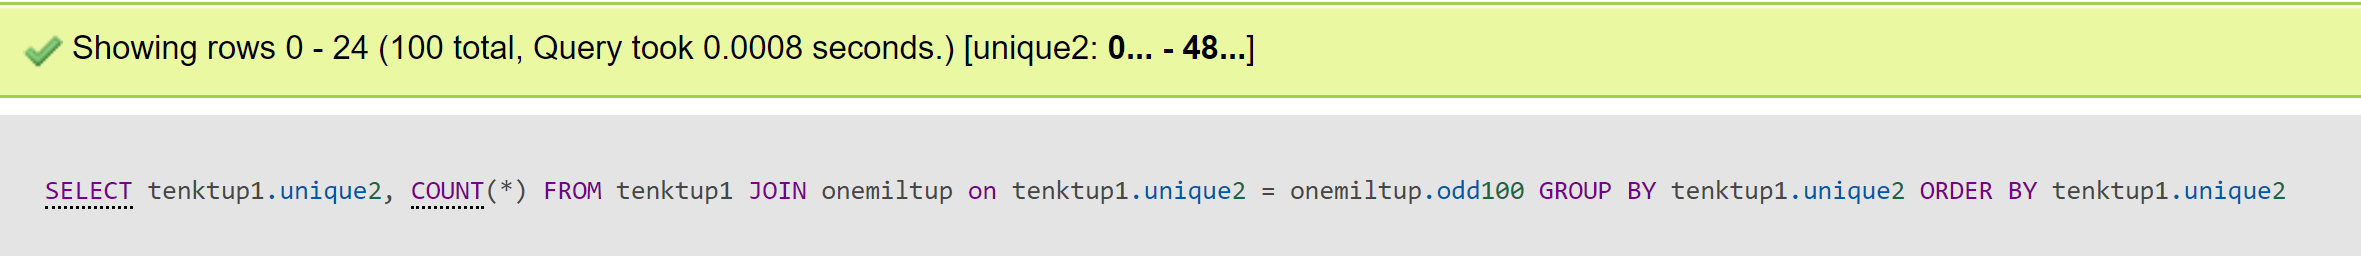 Showing rows 0 - 24 (100 total, Query took 0.0008 seconds.) [unique2: 0... - 48...]
SELECT tenktup1.unique2, COUNT(*) FROM tenktup1 JOIN onemiltup on tenktup1.unique2 = onemiltup.odd100 GROUP BY tenktup1.unique2 ORDER BY tenktup1.unique2